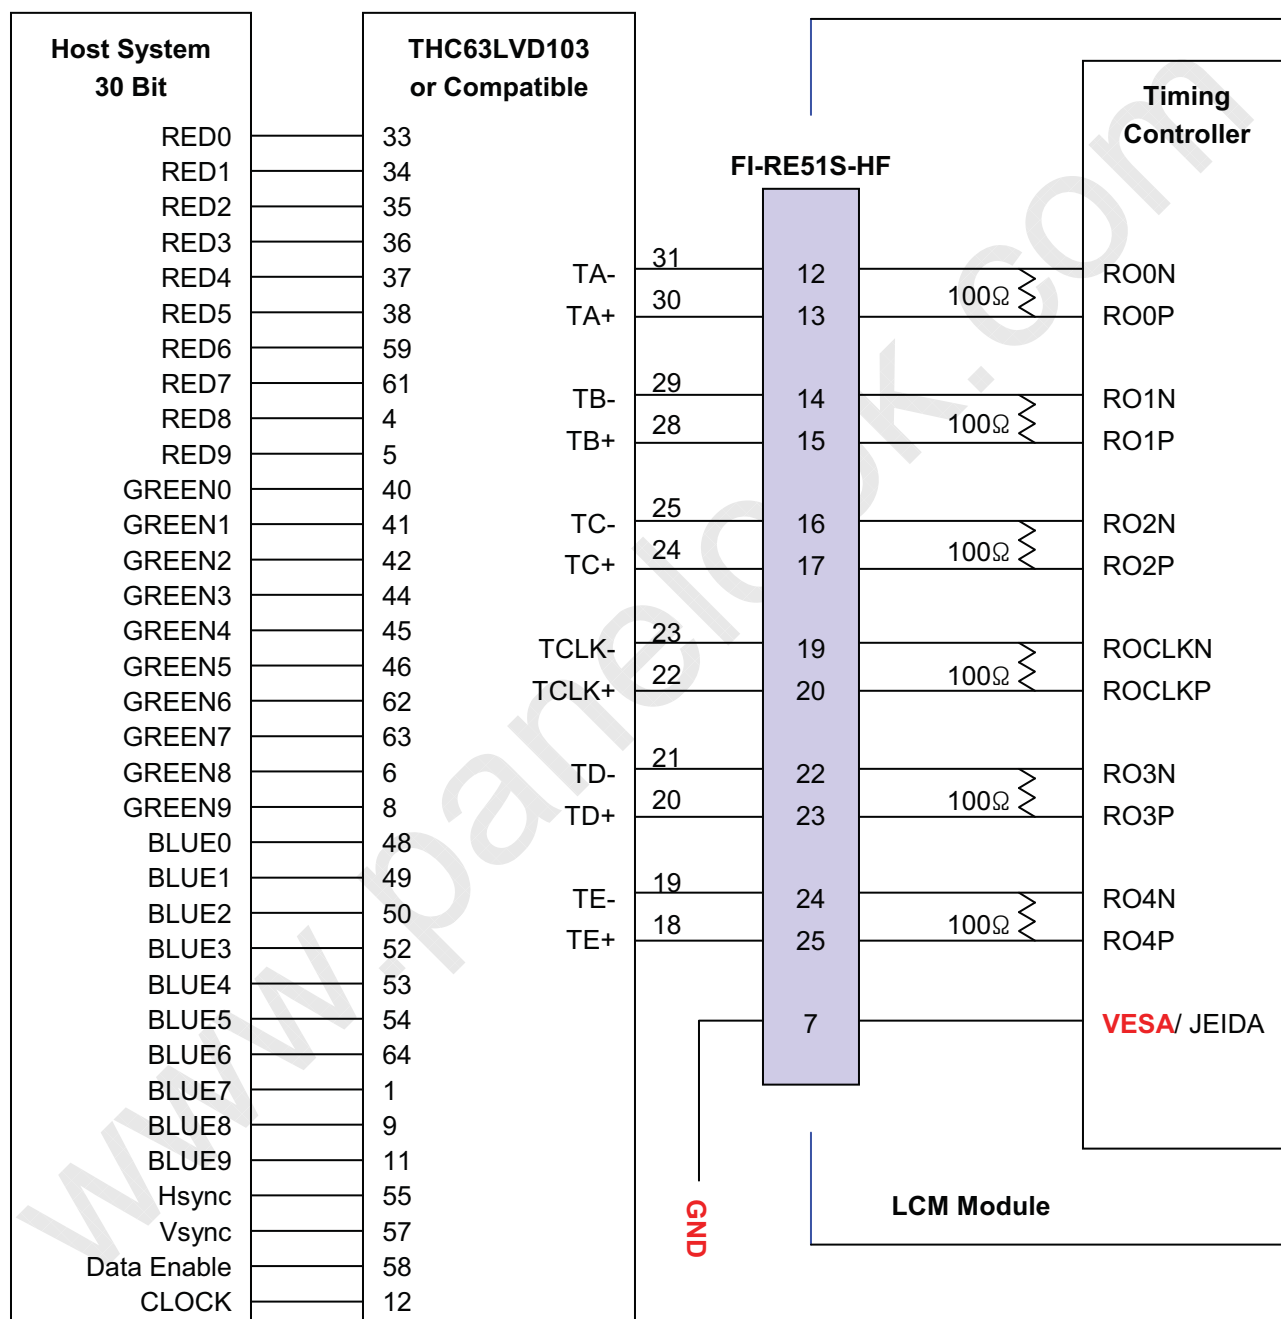 Host System
30 Bit
RED0
RED1
RED2
RED3
RED4
RED5
RED6
RED7
RED8
RED9
GREEN0
GREEN1
GREEN2
GREEN3
GREEN4
GREEN5
GREEN6
GREEN7
GREEN8
GREEN9
BLUE0
BLUE1
BLUE2
BLUE3
BLUE4
BLUE5
BLUE6
BLUE7
BLUE8
BLUE9
Hsync
Vsync
Data Enable
CLOCK
THC63LVD103
or Compatible
33
34
35
36
37
38
59
61
4
5
40
41
42
44
45
46
62
63
6
8
48
49
50
52
53
54
64
1
9
11
55
57
58
12
TA-
TA+
TB-
TB+
TC-
TC+
TCLK-
TCLK+
TD-
TD+
TE-
TE+
31
30
29
28
25
24
23
22
21
20
19
18
FI-RE51S-HF
12
13
14
15
16
17
19
20
22
23
24
25
7
GND
100Ω
100Ω
100Ω
100Ω
100Ω
100Ω
Timing
Controller
RO0N
RO0P
RO1N
RO1P
RO2N
RO2P
ROCLKN
ROCLKP
RO3N
RO3P
RO4N
RO4P
VESA/ JEIDA
LCM Module
www.panelook.com